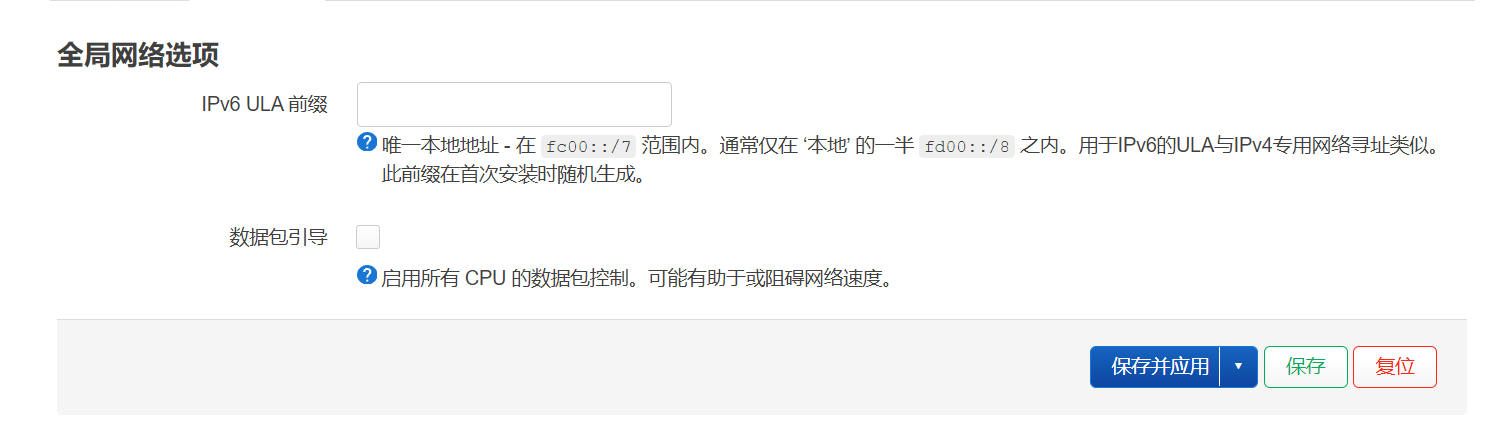 全局网络选项
IPv6 ULA 前缀
唯一本地地址 - 在 fc00::/7 范围内。通常仅在 ‘本地’ 的一半 fd00::/8 之内。用于IPv6的ULA与IPv4专用网络寻址类似。
此前缀在首次安装时随机生成。
数据包引导
启用所有 CPU 的数据包控制。可能有助于或阻碍网络速度。
保存并应用 保存 复位